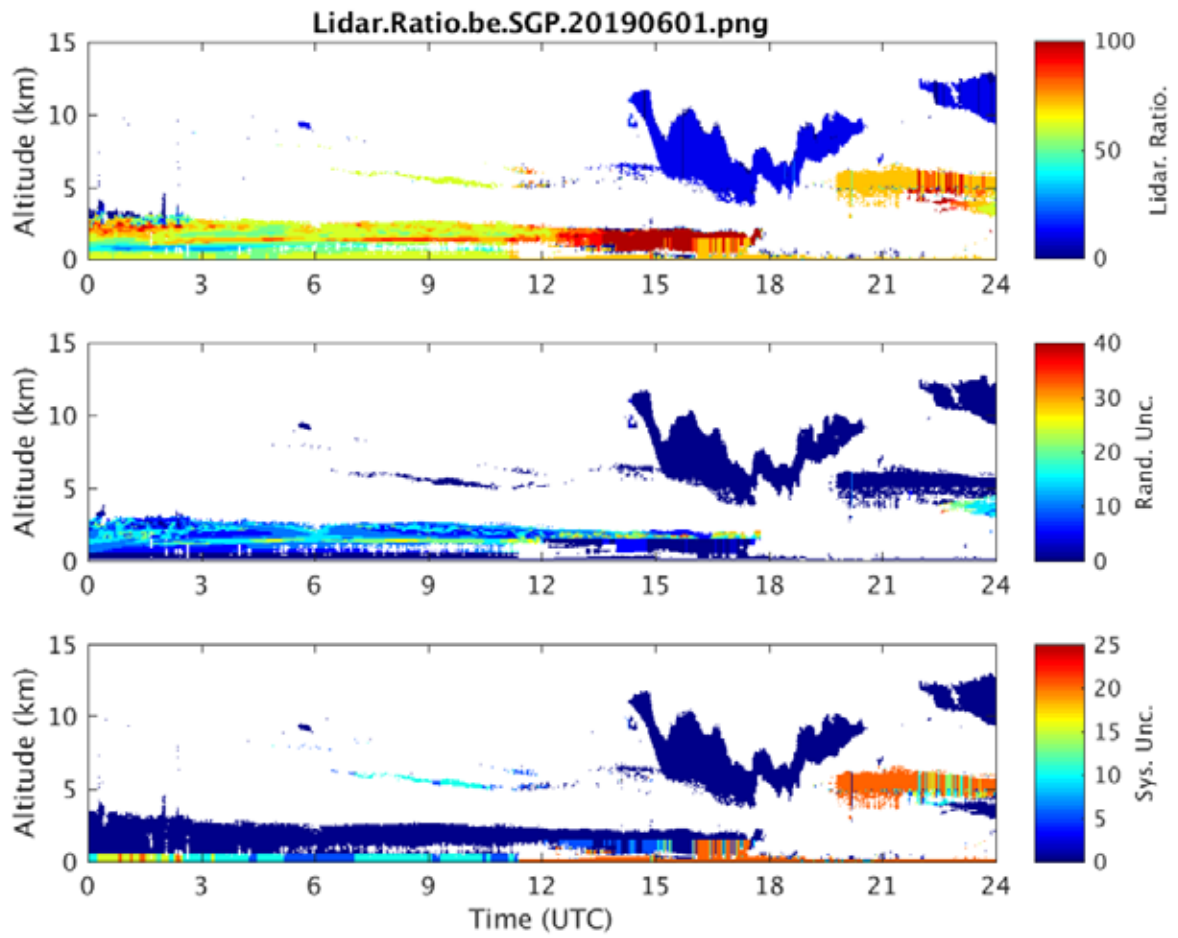 Lidar.Ratio.be.SGP.20190601.png
15
10
5
0
Altitude (km)
0 3 6 9 12 15 18 21 24
100
50
0
Lidar. Ratio.
15
10
5
0
Altitude (km)
0 3 6 9 12 15 18 21 24
40
30
20
10
0
Rand. Unc.
15
10
5
0
Altitude (km)
0 3 6 9 12 15 18 21 24
Time (UTC)
25
20
15
10
5
0
Sys. Unc.